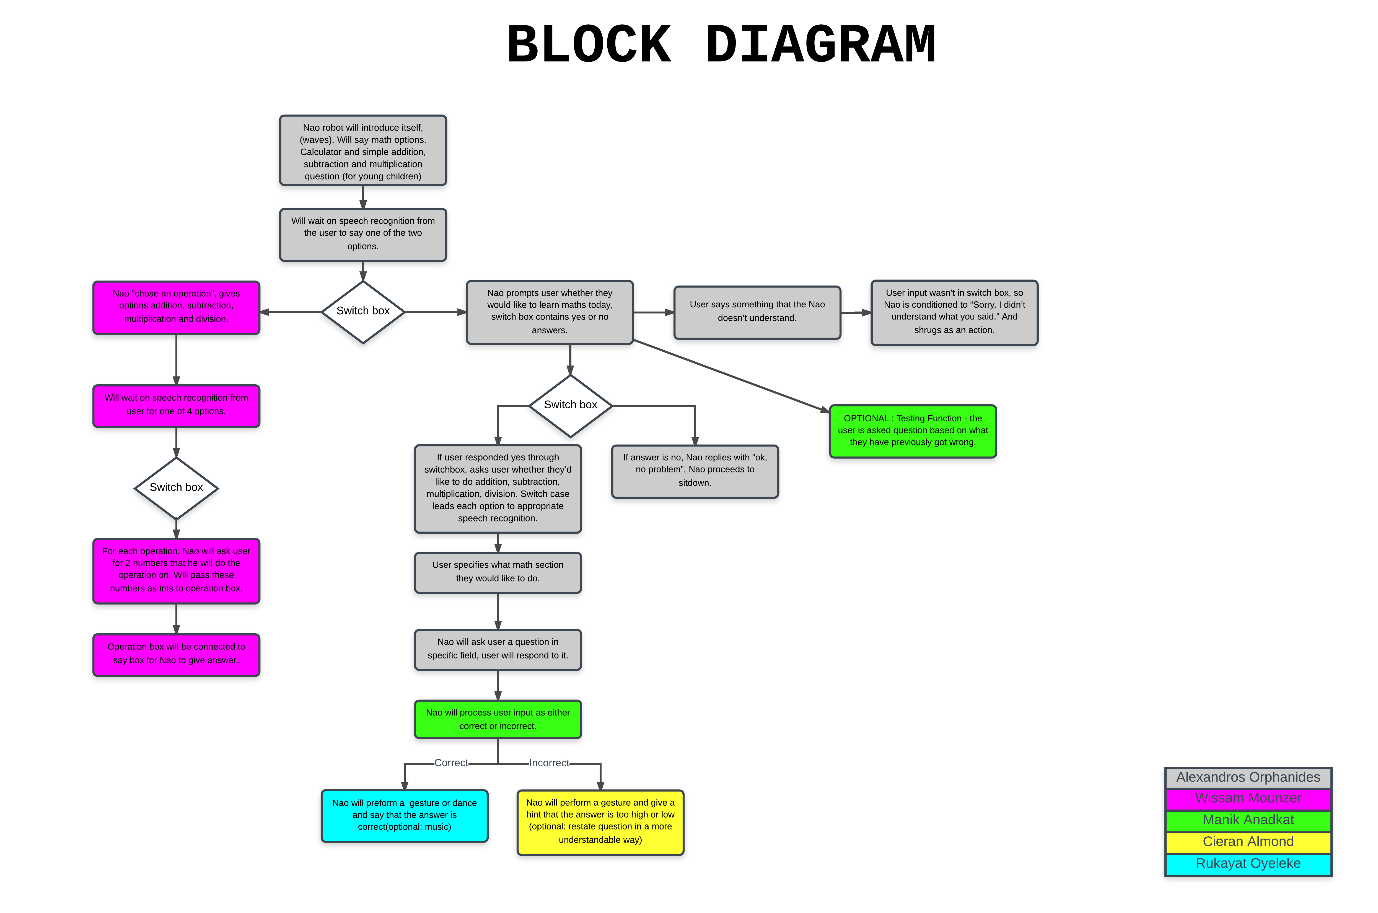 BLOCK DIAGRAM
Nao robot will introduce itself,
(waves). Will say math options.
Calculator and simple addition,
subtraction and multiplication
question (for young children)
Will wait on speech recognition from
the user to say one of the two
options.
Nao "chose an operation", gives
options addition, subtraction,
multiplication and division.
Switch box
Nao prompts user whether they
would like to learn maths today,
switch box contains yes or no
answers.
User says something that the Nao
doesn't understand.
User input wasn't in switch box, so
Nao is conditioned to "Sorry, I didn't
understand what you said." And
shrugs as an action.
Will wait on speech recognition from
user for one of 4 options.
Switch box
OPTIONAL : Testing Function - the
user is asked question based on what
they have previously got wrong.
Switch box
If user responded yes through
switchbox, asks user whether they'd
like to do addition, subtraction,
multiplication, division. Switch case
leads each option to appropriate
speech recognition.
If answer is no, Nao replies with "ok,
no problem", Nao proceeds to
sitdown.
For each operation, Nao will ask user
for 2 numbers that he will do the
operation on. Will pass these
numbers as ints to operation box.
User specifies what math section
they would like to do.
Operation box will be connected to
say box for Nao to give answer.
Nao will ask user a question in
specific field, user will respond to it.
Nao will process user input as either
correct or incorrect.
Correct
Incorrect
Nao will preform a gesture or dance
and say that the answer is
correct(optional: music)
Nao will perform a gesture and give a
hint that the answer is too high or low
(optional: restate question in a more
understandable way)
Alexandros Orphanides
Wissam Mounzer
Manik Anadkat
Cieran Almond
Rukayat Oyeleke